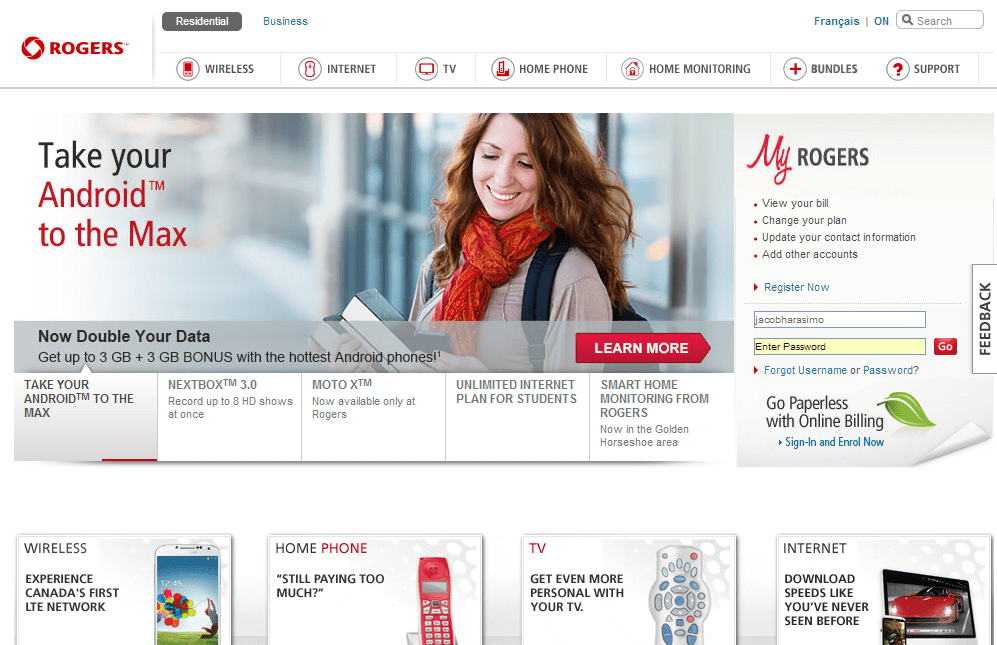 Residential
Business
Français | ON
Search
ROGERS™
WIRELESS
INTERNET
TV
HOME PHONE
HOME MONITORING
BUNDLES
SUPPORT
Take your
Android™
to the Max
Now Double Your Data
Get up to 3 GB + 3 GB BONUS with the hottest Android phones!¹
LEARN MORE
TAKE YOUR
ANDROID™ TO THE
MAX
NEXTBOX™ 3.0
Record up to 8 HD shows
at once
MOTO X™
Now available only at
Rogers
UNLIMITED INTERNET
PLAN FOR STUDENTS
SMART HOME
MONITORING FROM
ROGERS
Now in the Golden
Horseshoe area
My ROGERS
View your bill
Change your plan
Update your contact information
Add other accounts
Register Now
jacobharasimo
Enter Password
Go
Forgot Username or Password?
Go Paperless
with Online Billing
Sign-In and Enrol Now
FEEDBACK
WIRELESS
EXPERIENCE
CANADA'S FIRST
LTE NETWORK
12:45
HOME PHONE
"STILL PAYING TOO
MUCH?"
TV
GET EVEN MORE
PERSONAL WITH
YOUR TV.
INTERNET
DOWNLOAD
SPEEDS LIKE
YOU'VE NEVER
SEEN BEFORE